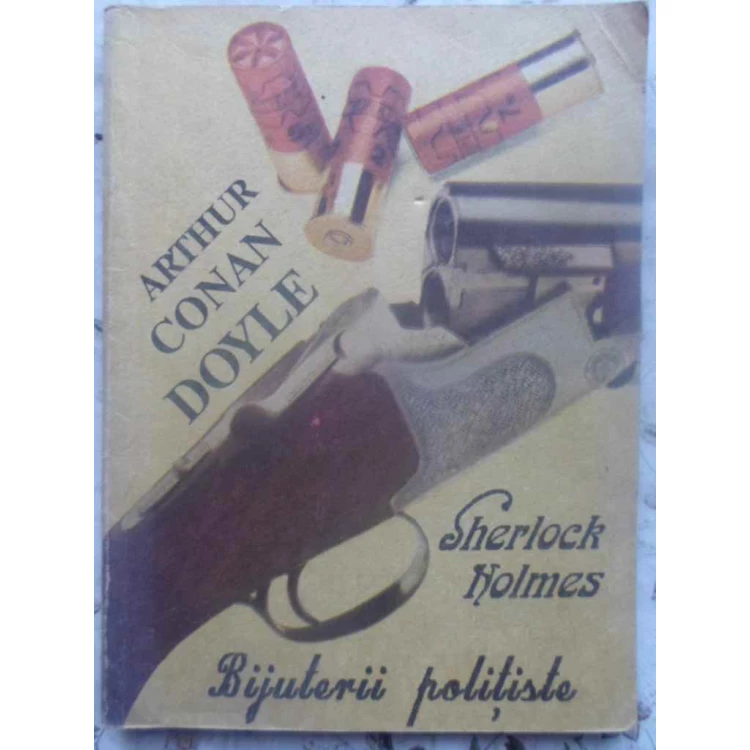 ARTHUR
CONAN
DOYLE
Sherlock
Holmes
Bijuterii polițiste